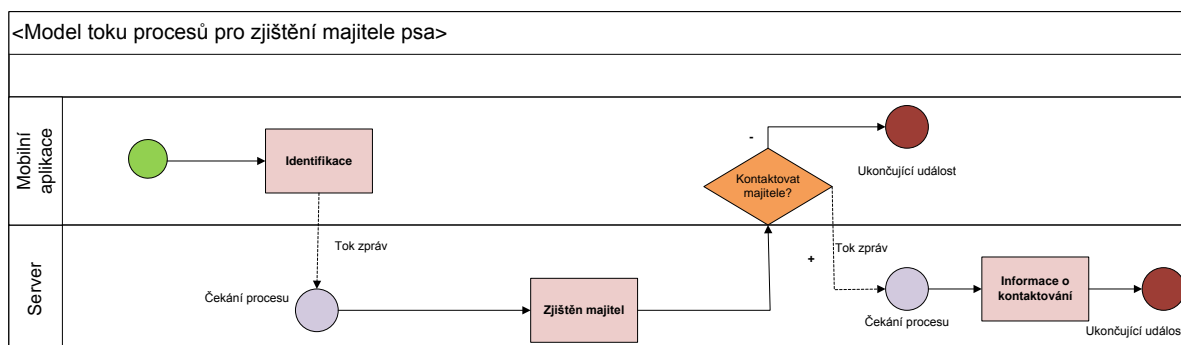 <Model toku procesů pro zjištění majitele psa>
Mobilní
aplikace
Identifikace
-
Kontaktovat
majitele?
Ukončující událost
Server
Tok zpráv
Tok zpráv
+
Čekání procesu
Zjištěn majitel
Informace o
kontaktování
Čekání procesu
Ukončující událost